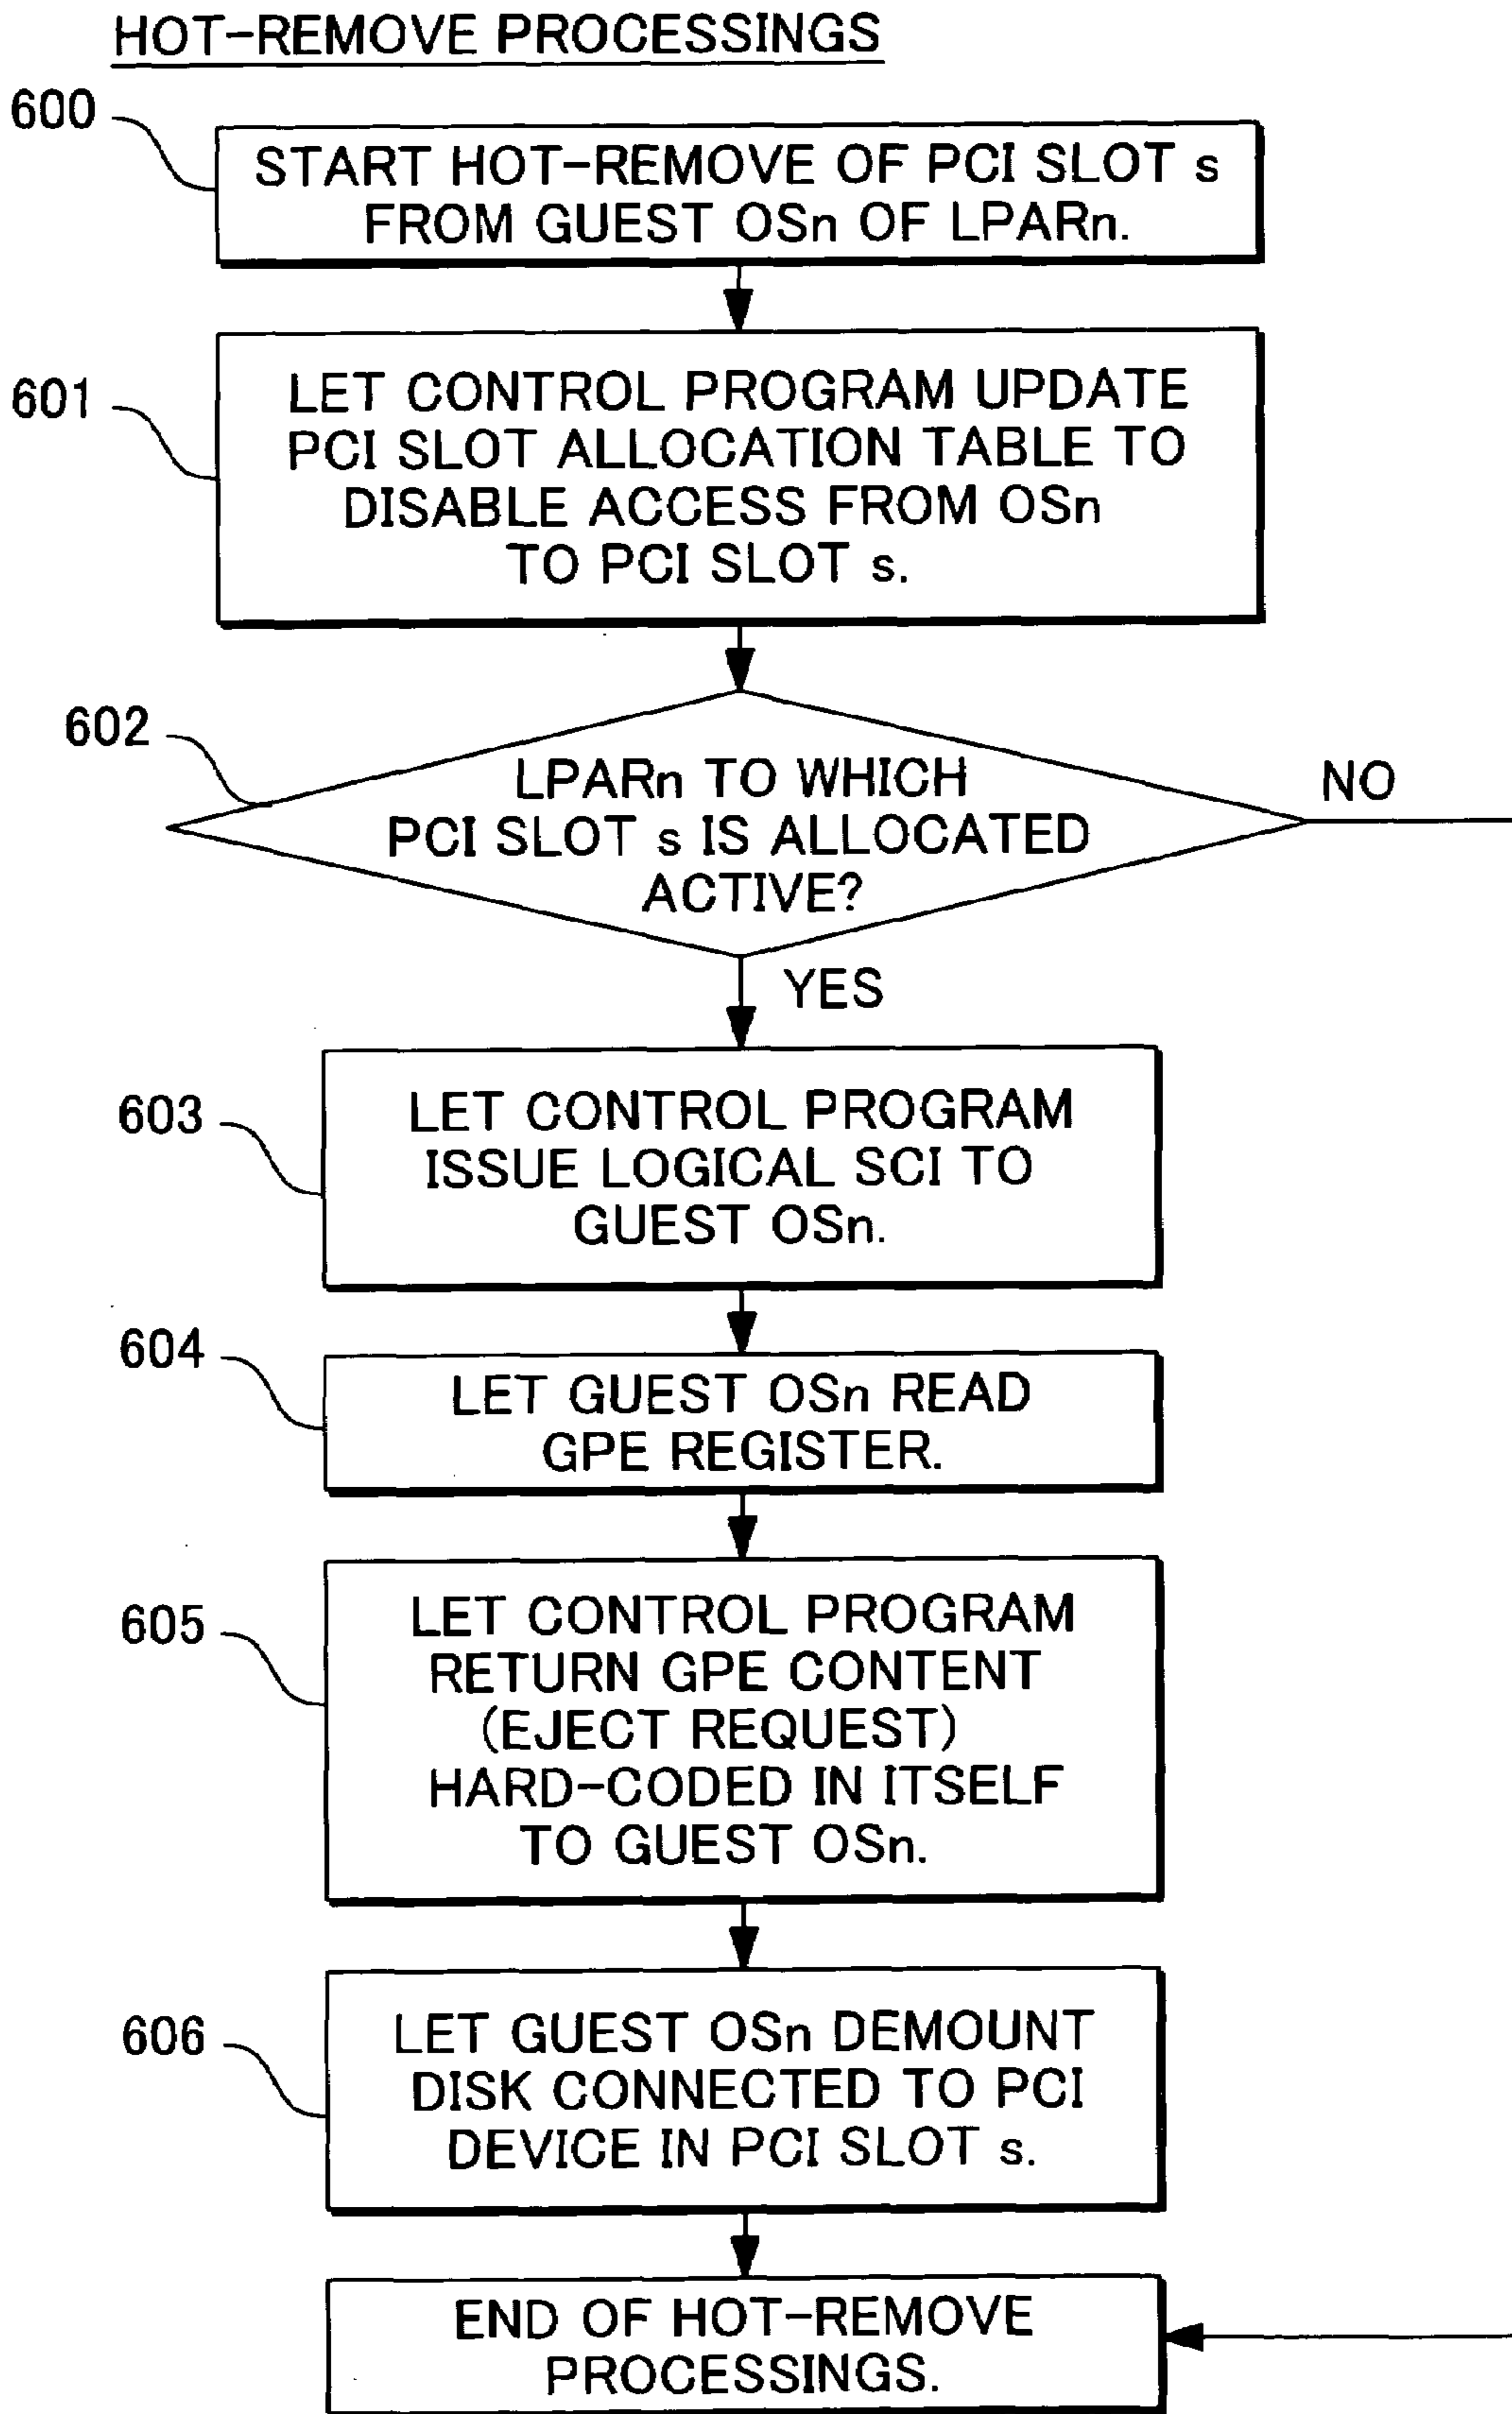 HOT-REMOVE PROCESSINGS
600
START HOT-REMOVE OF PCI SLOT s
FROM GUEST OSn OF LPARn.
601
LET CONTROL PROGRAM UPDATE
PCI SLOT ALLOCATION TABLE TO
DISABLE ACCESS FROM OSn
TO PCI SLOT s.
602
LPARn TO WHICH
PCI SLOT s IS ALLOCATED
ACTIVE?
NO
YES
603
LET CONTROL PROGRAM
ISSUE LOGICAL SCI TO
GUEST OSn.
604
LET GUEST OSn READ
GPE REGISTER.
605
LET CONTROL PROGRAM
RETURN GPE CONTENT
(EJECT REQUEST)
HARD-CODED IN ITSELF
TO GUEST OSn.
606
LET GUEST OSn DEMOUNT
DISK CONNECTED TO PCI
DEVICE IN PCI SLOT s.
END OF HOT-REMOVE
PROCESSINGS.